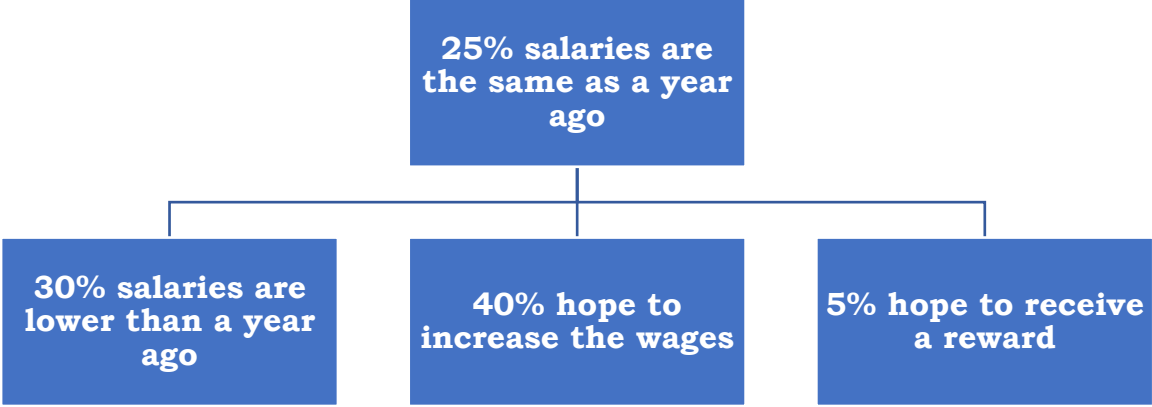 25% salaries are
the same as a year
ago
30% salaries are
lower than a year
ago
40% hope to
increase the wages
5% hope to receive
a reward